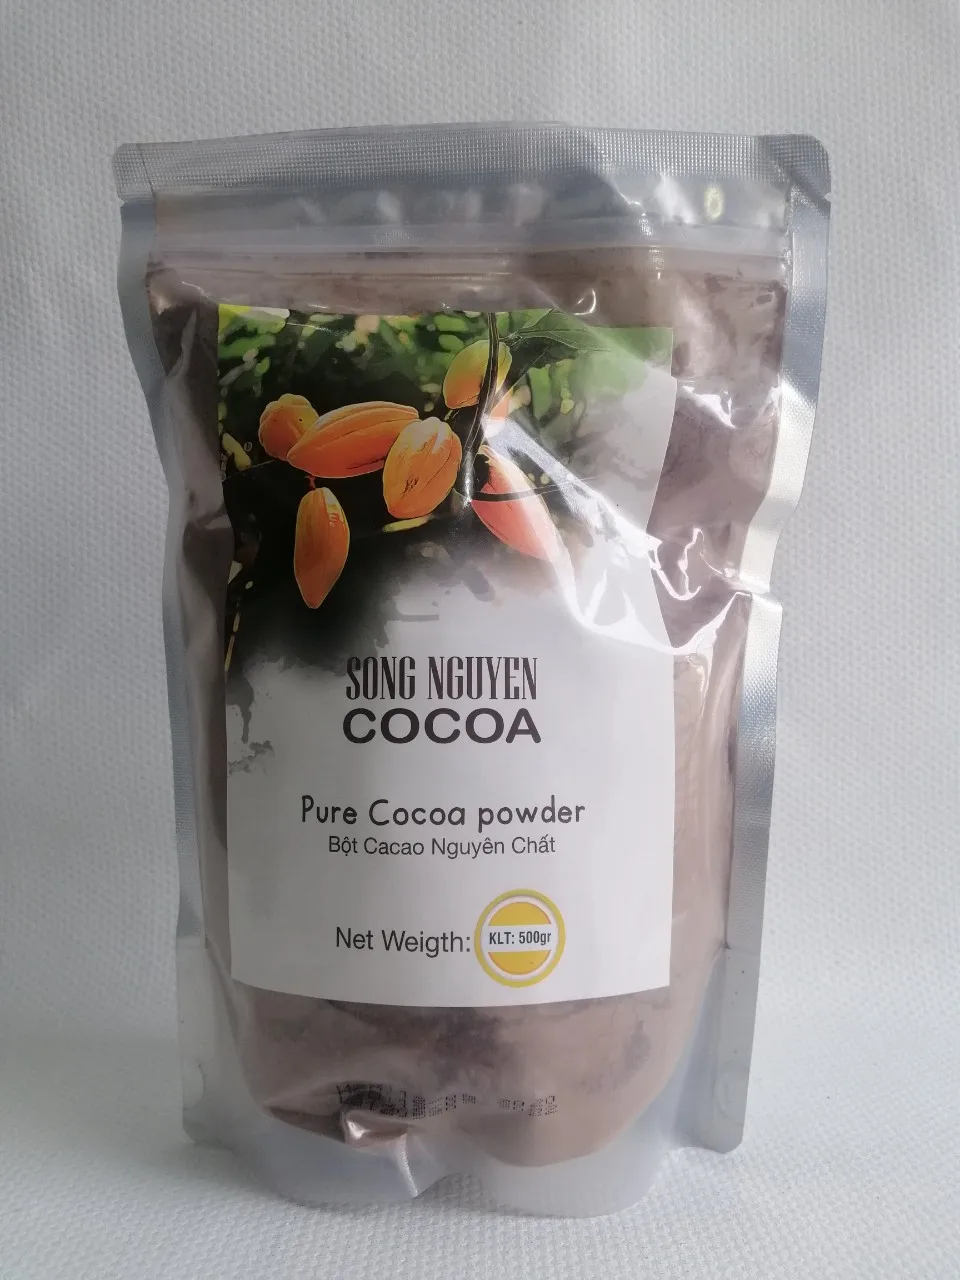 SONG NGUYEN
COCOA
Pure Cocoa powder
Bột Cacao Nguyên Chất
Net Weigth:
KLT: 500gr